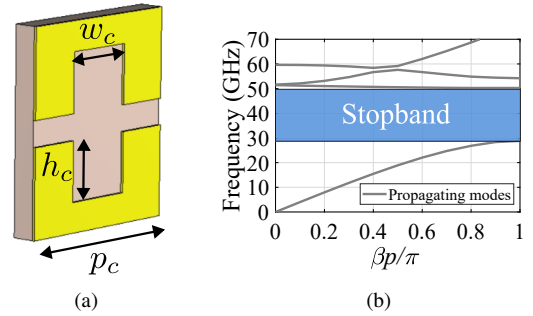 w_c
h_c
p_c
(a)
Frequency (GHz)
70
60
50
40
30
20
10
0
Stopband
Propagating modes
0 0.2 0.4 0.6 0.8 1
βp/π
(b)